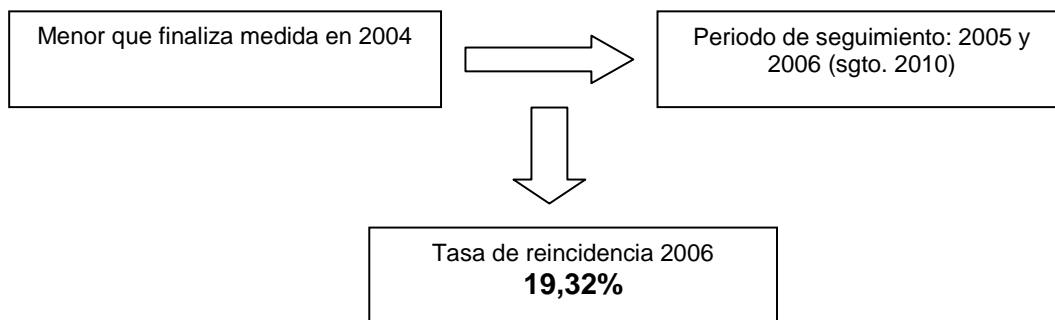 Menor que finaliza medida en 2004
Periodo de seguimiento: 2005 y
2006 (sgto. 2010)
Tasa de reincidencia 2006
19,32%